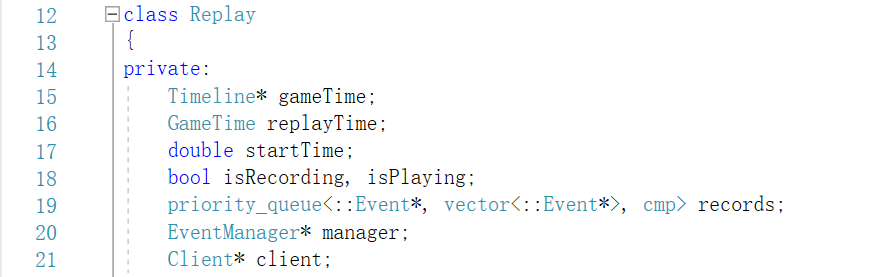 12 class Replay
13 {
14 private:
15 Timeline* gameTime;
16 GameTime replayTime;
17 double startTime;
18 bool isRecording, isPlaying;
19 priority_queue<::Event*, vector<::Event*>, cmp> records;
20 EventManager* manager;
21 Client* client;